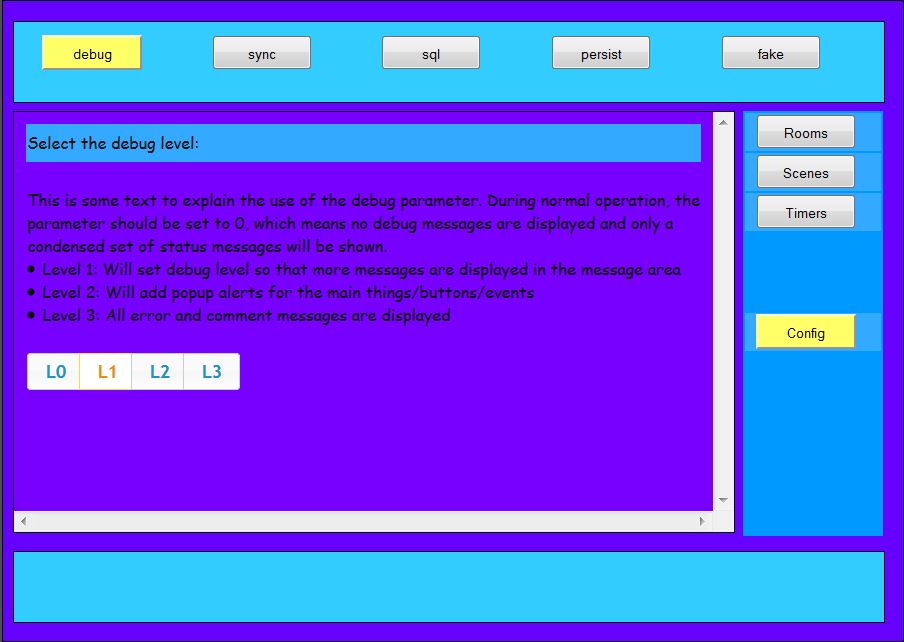 debug
sync
sql
persist
fake
Select the debug level:
This is some text to explain the use of the debug parameter. During normal operation, the
parameter should be set to 0, which means no debug messages are displayed and only a
condensed set of status messages will be shown.
• Level 1: Will set debug level so that more messages are displayed in the message area
• Level 2: Will add popup alerts for the main things/buttons/events
• Level 3: All error and comment messages are displayed
L0 L1 L2 L3
Rooms
Scenes
Timers
Config